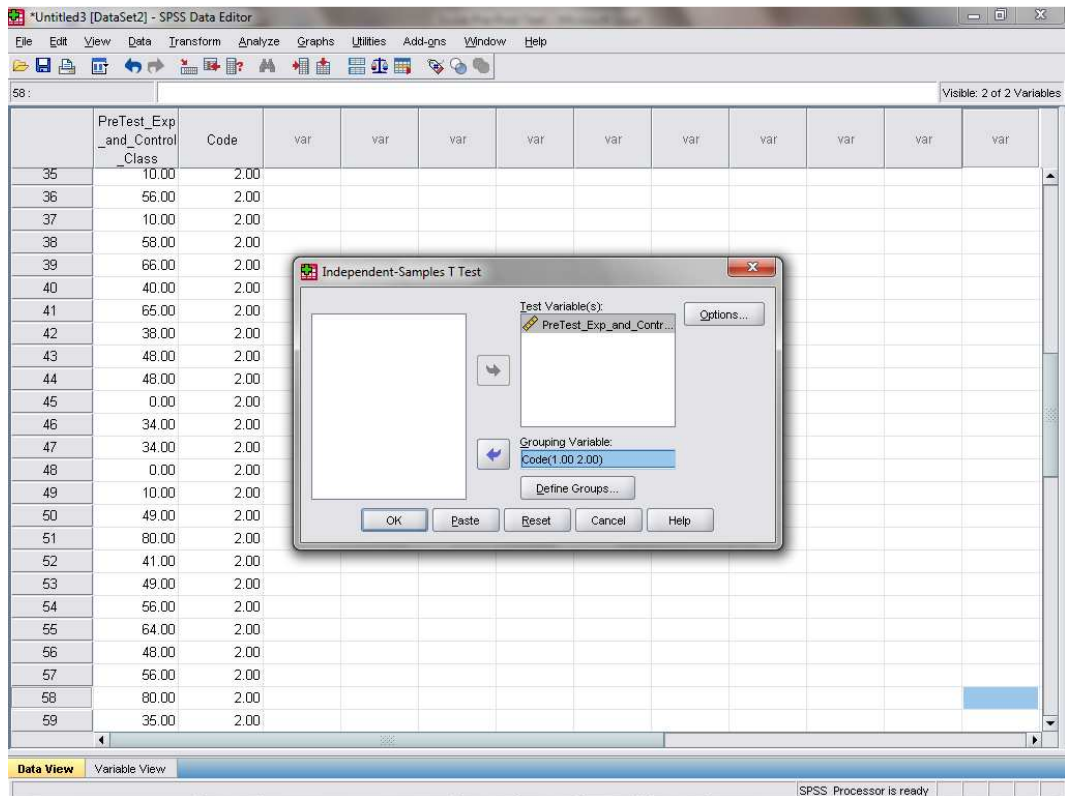 *Untitled3 [DataSet2] - SPSS Data Editor
File Edit View Data Transform Analyze Graphs Utilities Add-ons Window Help
58 :
Visible: 2 of 2 Variables
PreTest_Exp_and_Control_Class Code var var var var var var var var var var
35 10.00 2.00
36 56.00 2.00
37 10.00 2.00
38 58.00 2.00
39 66.00 2.00
40 40.00 2.00
41 65.00 2.00
42 38.00 2.00
43 48.00 2.00
44 48.00 2.00
45 0.00 2.00
46 34.00 2.00
47 34.00 2.00
48 0.00 2.00
49 10.00 2.00
50 49.00 2.00
51 80.00 2.00
52 41.00 2.00
53 49.00 2.00
54 56.00 2.00
55 64.00 2.00
56 48.00 2.00
57 56.00 2.00
58 80.00 2.00
59 35.00 2.00
Independent-Samples T Test
Test Variable(s):
PreTest_Exp_and_Contr...
Options...
Grouping Variable:
Code(1.00 2.00)
Define Groups...
OK Paste Reset Cancel Help
Data View Variable View
SPSS Processor is ready